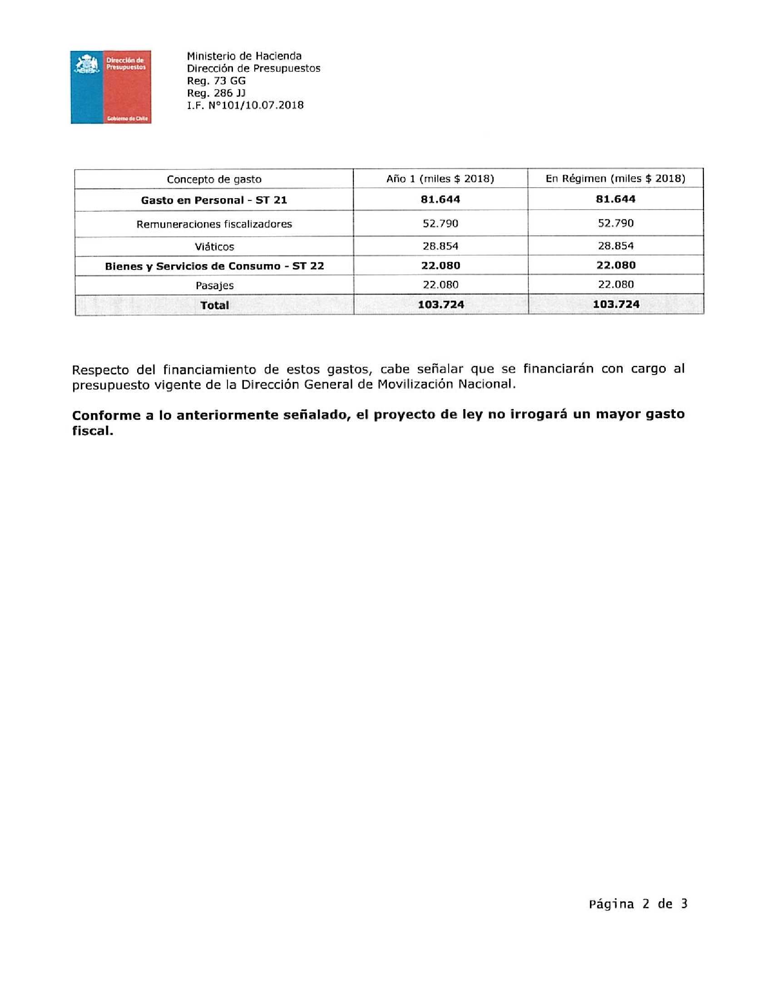 Dirección de
Presupuestos
Gobierno de Chile
Ministerio de Hacienda
Dirección de Presupuestos
Reg. 73 GG
Reg. 286 JJ
I.F. N°101/10.07.2018
Concepto de gasto Año 1 (miles $ 2018) En Régimen (miles $ 2018)
Gasto en Personal - ST 21 81.644 81.644
Remuneraciones fiscalizadores 52.790 52.790
Viáticos 28.854 28.854
Bienes y Servicios de Consumo - ST 22 22.080 22.080
Pasajes 22.080 22.080
Total 103.724 103.724
Respecto del financiamiento de estos gastos, cabe señalar que se financiarán con cargo al
presupuesto vigente de la Dirección General de Movilización Nacional.
Conforme a lo anteriormente señalado, el proyecto de ley no irrogará un mayor gasto
fiscal.
Página 2 de 3